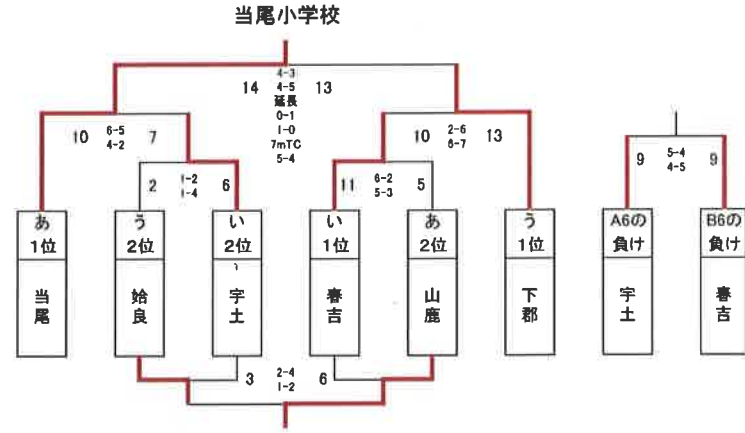 当尾小学校
4-3
14 4-5 13
延長
0-1
1-0
7mTC
5-4
10 6-5 7
4-2
10 2-6 13
6-7
9 5-4 9
4-5
2 1-2 6
1-4
11 6-2 5
5-3
あ う い い あ う A6の B6の
1位 2位 2位 1位 2位 1位 負け 負け
当尾 姶良 宇土 春吉 山鹿 下郡 宇土 春吉
3 2-4 6
1-2